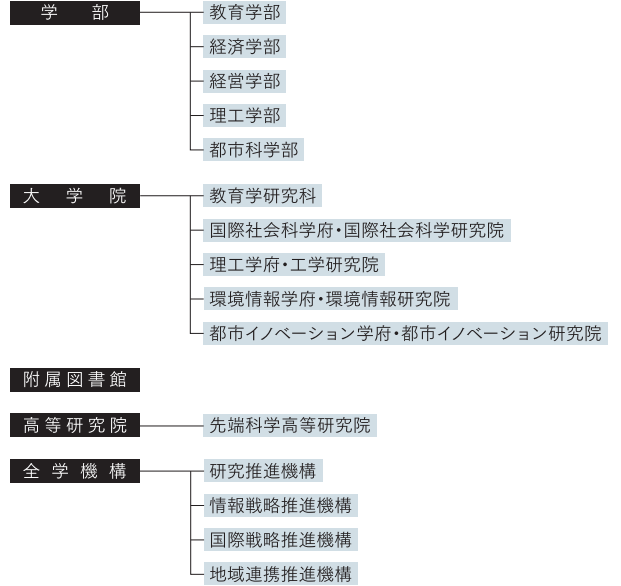 学部
教育学部
経済学部
経営学部
理工学部
都市科学部
大学院
教育学研究科
国際社会科学府・国際社会科学研究院
理工学府・工学研究院
環境情報学府・環境情報研究院
都市イノベーション学府・都市イノベーション研究院
附属図書館
高等研究院
先端科学高等研究院
全学機構
研究推進機構
情報戦略推進機構
国際戦略推進機構
地域連携推進機構